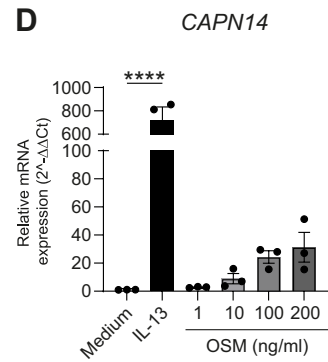 D
CAPN14
Relative mRNA
expression (2^-ΔΔCt)
1000
800
600
100
80
60
40
20
0
****
Medium
IL-13
1
10
100
200
OSM (ng/ml)